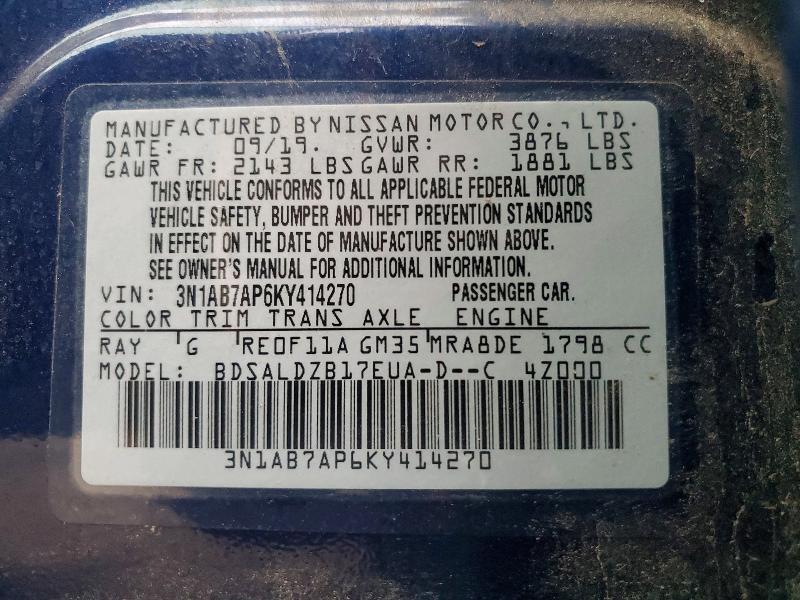 MANUFACTURED BY NISSAN MOTOR CO., LTD.
DATE: 09/19. GVWR: 3876 LBS
GAWR FR: 2143 LBS GAWR RR: 1881 LBS
THIS VEHICLE CONFORMS TO ALL APPLICABLE FEDERAL MOTOR
VEHICLE SAFETY, BUMPER AND THEFT PREVENTION STANDARDS
IN EFFECT ON THE DATE OF MANUFACTURE SHOWN ABOVE.
SEE OWNER'S MANUAL FOR ADDITIONAL INFORMATION.
VIN: 3N1AB7AP6KY414270 PASSENGER CAR.
COLOR TRIM TRANS AXLE ENGINE
RAY G RE0F11A GM35 MRA8DE 1798 CC
MODEL: BDSALDZB17EUA-D--C 4Z000
3N1AB7AP6KY414270